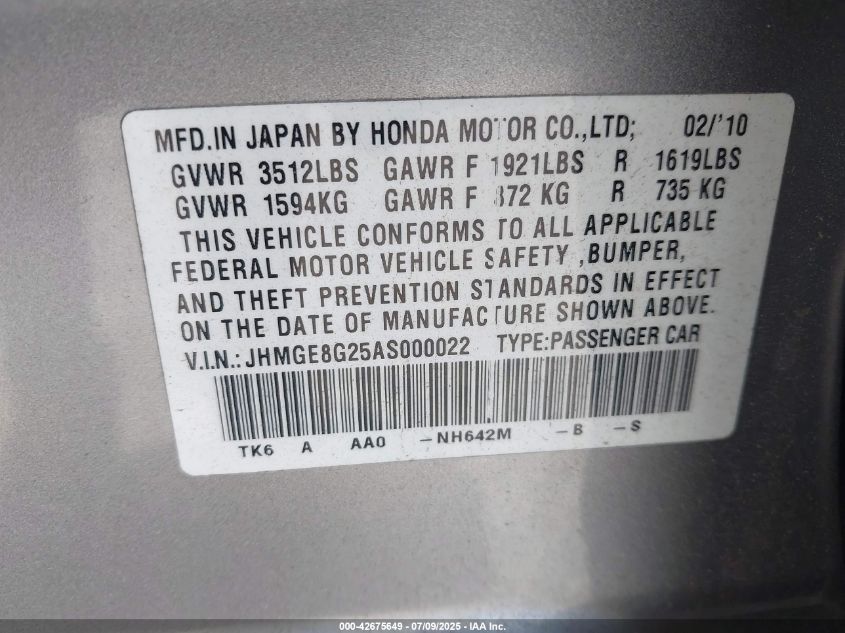 MFD.IN JAPAN BY HONDA MOTOR CO.,LTD; 02/'10
GVWR 3512LBS GAWR F 1921LBS R 1619LBS
GVWR 1594KG GAWR F 872 KG R 735 KG
THIS VEHICLE CONFORMS TO ALL APPLICABLE
FEDERAL MOTOR VEHICLE SAFETY ,BUMPER,
AND THEFT PREVENTION STANDARDS IN EFFECT
ON THE DATE OF MANUFACTURE SHOWN ABOVE.
V.I.N.: JHMGE8G25AS000022 TYPE:PASSENGER CAR
TK6 A AA0 -NH642M -B -S
000-42675649 - 07/09/2025 - IAA Inc.